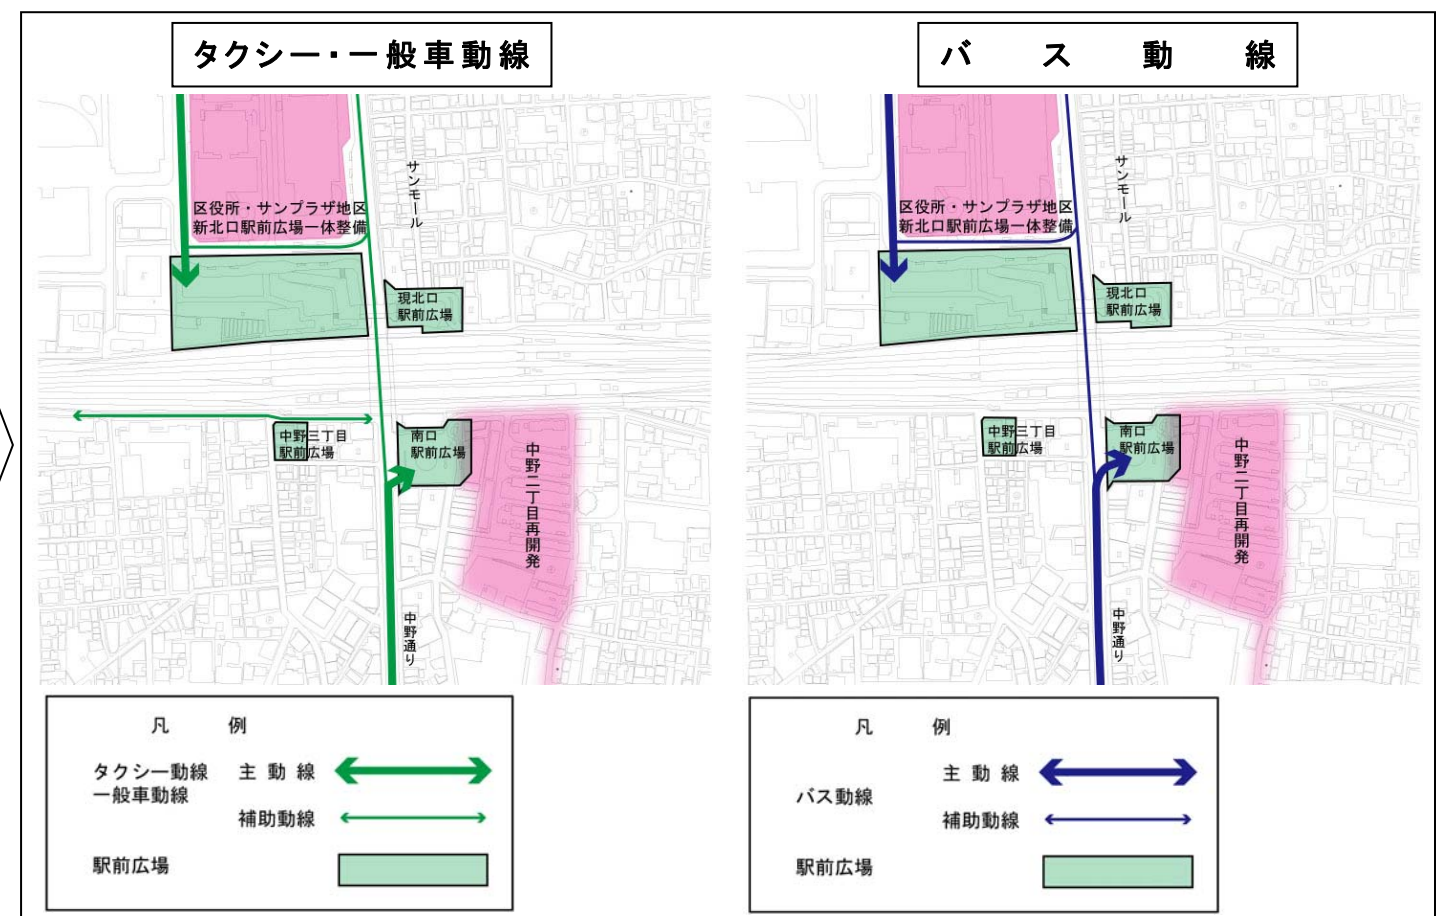 タクシー・一般車動線
サンモール
区役所・サンプラザ地区
新北口駅前広場一体整備
現北口
駅前広場
中野三丁目
駅前広場
南口
駅前広場
中野二丁目再開発
中野通り
凡 例
タクシー動線
一般車動線
主動線
補助動線
駅前広場
バス動線
サンモール
区役所・サンプラザ地区
新北口駅前広場一体整備
現北口
駅前広場
中野三丁目
駅前広場
南口
駅前広場
中野二丁目再開発
中野通り
凡 例
バス動線
主動線
補助動線
駅前広場